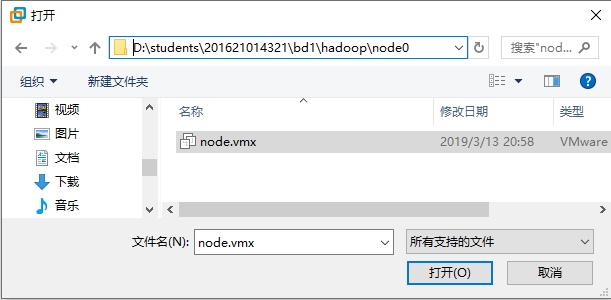 打开
D:\students\201621014321\bd1\hadoop\node0
搜索"nod...
组织
新建文件夹
视频
图片
文档
下载
音乐
名称
修改日期
类型
node.vmx
2019/3/13 20:58
VMware
文件名(N):
node.vmx
所有支持的文件
打开(O)
取消